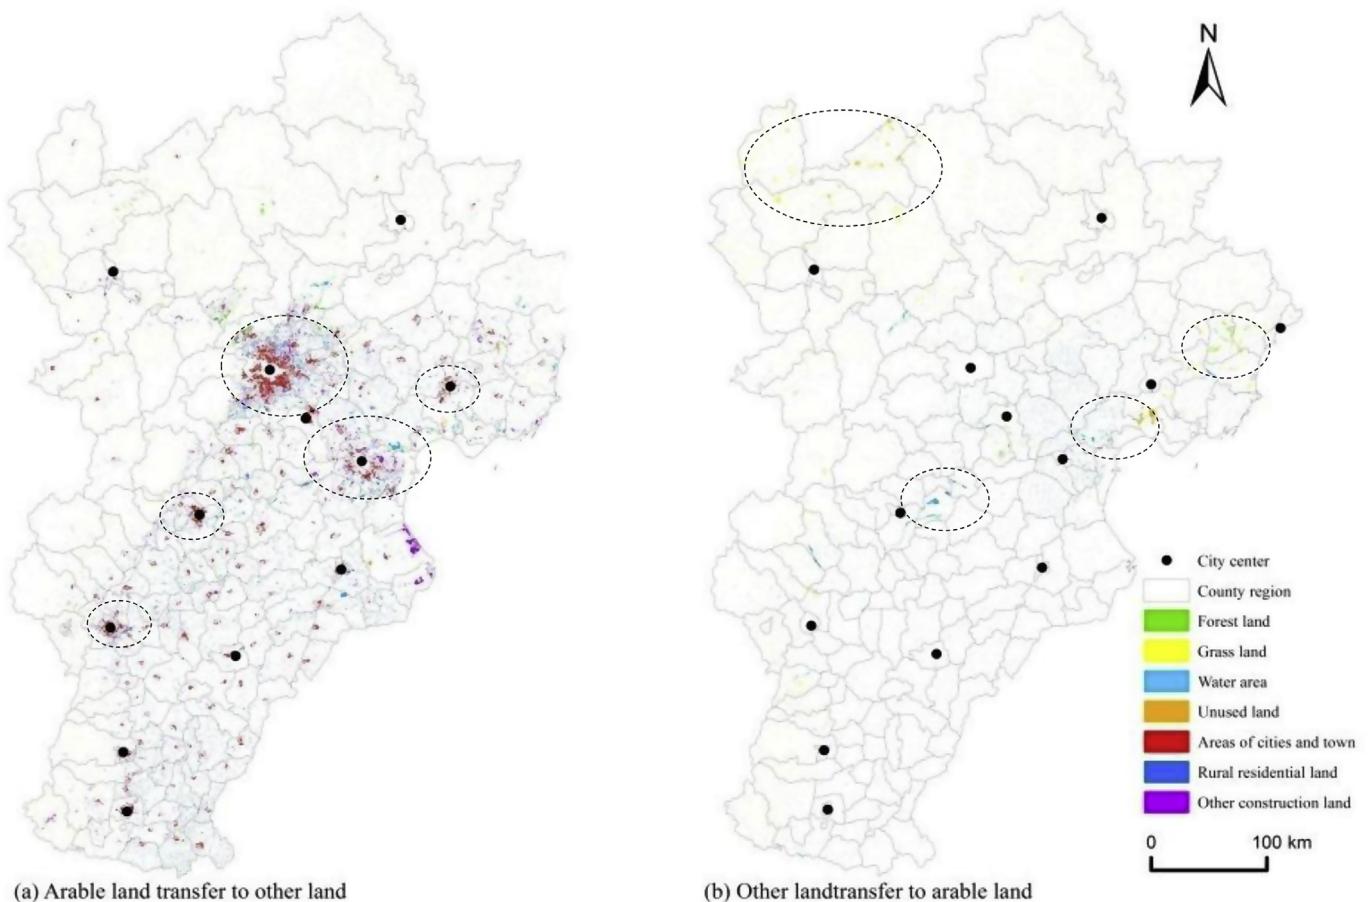 N
City center
County region
Forest land
Grass land
Water area
Unused land
Areas of cities and town
Rural residential land
Other construction land
0 100 km
(a) Arable land transfer to other land
(b) Other landtransfer to arable land